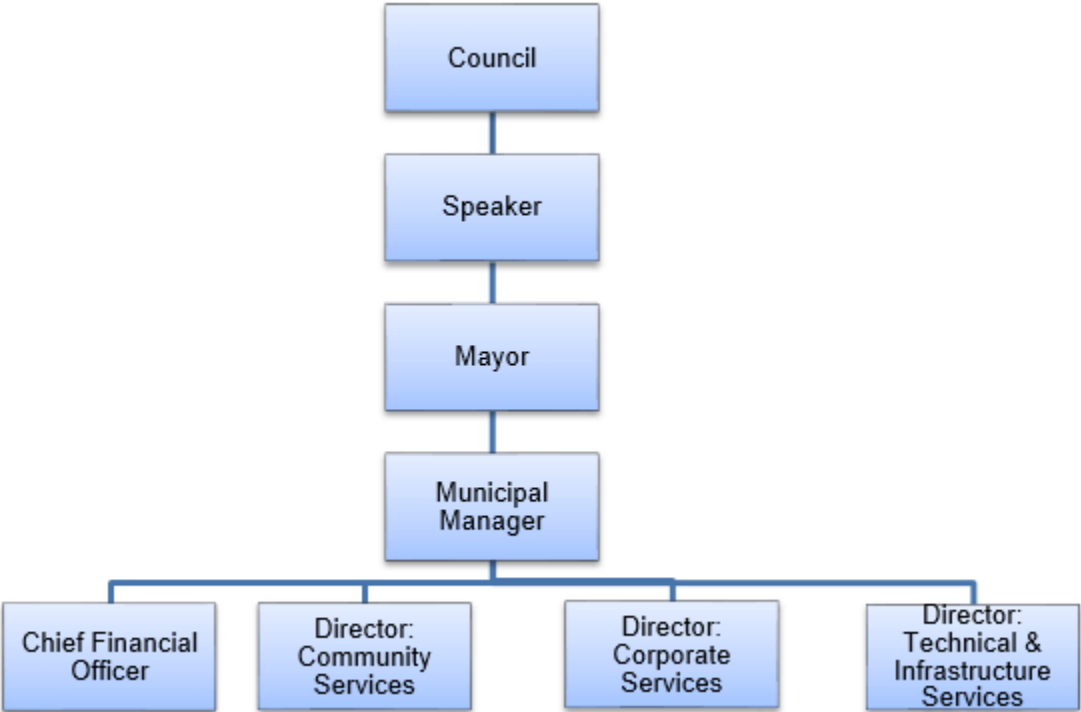 Council
Speaker
Mayor
Municipal
Manager
Chief Financial
Officer
Director:
Community
Services
Director:
Corporate
Services
Director:
Technical &
Infrastructure
Services